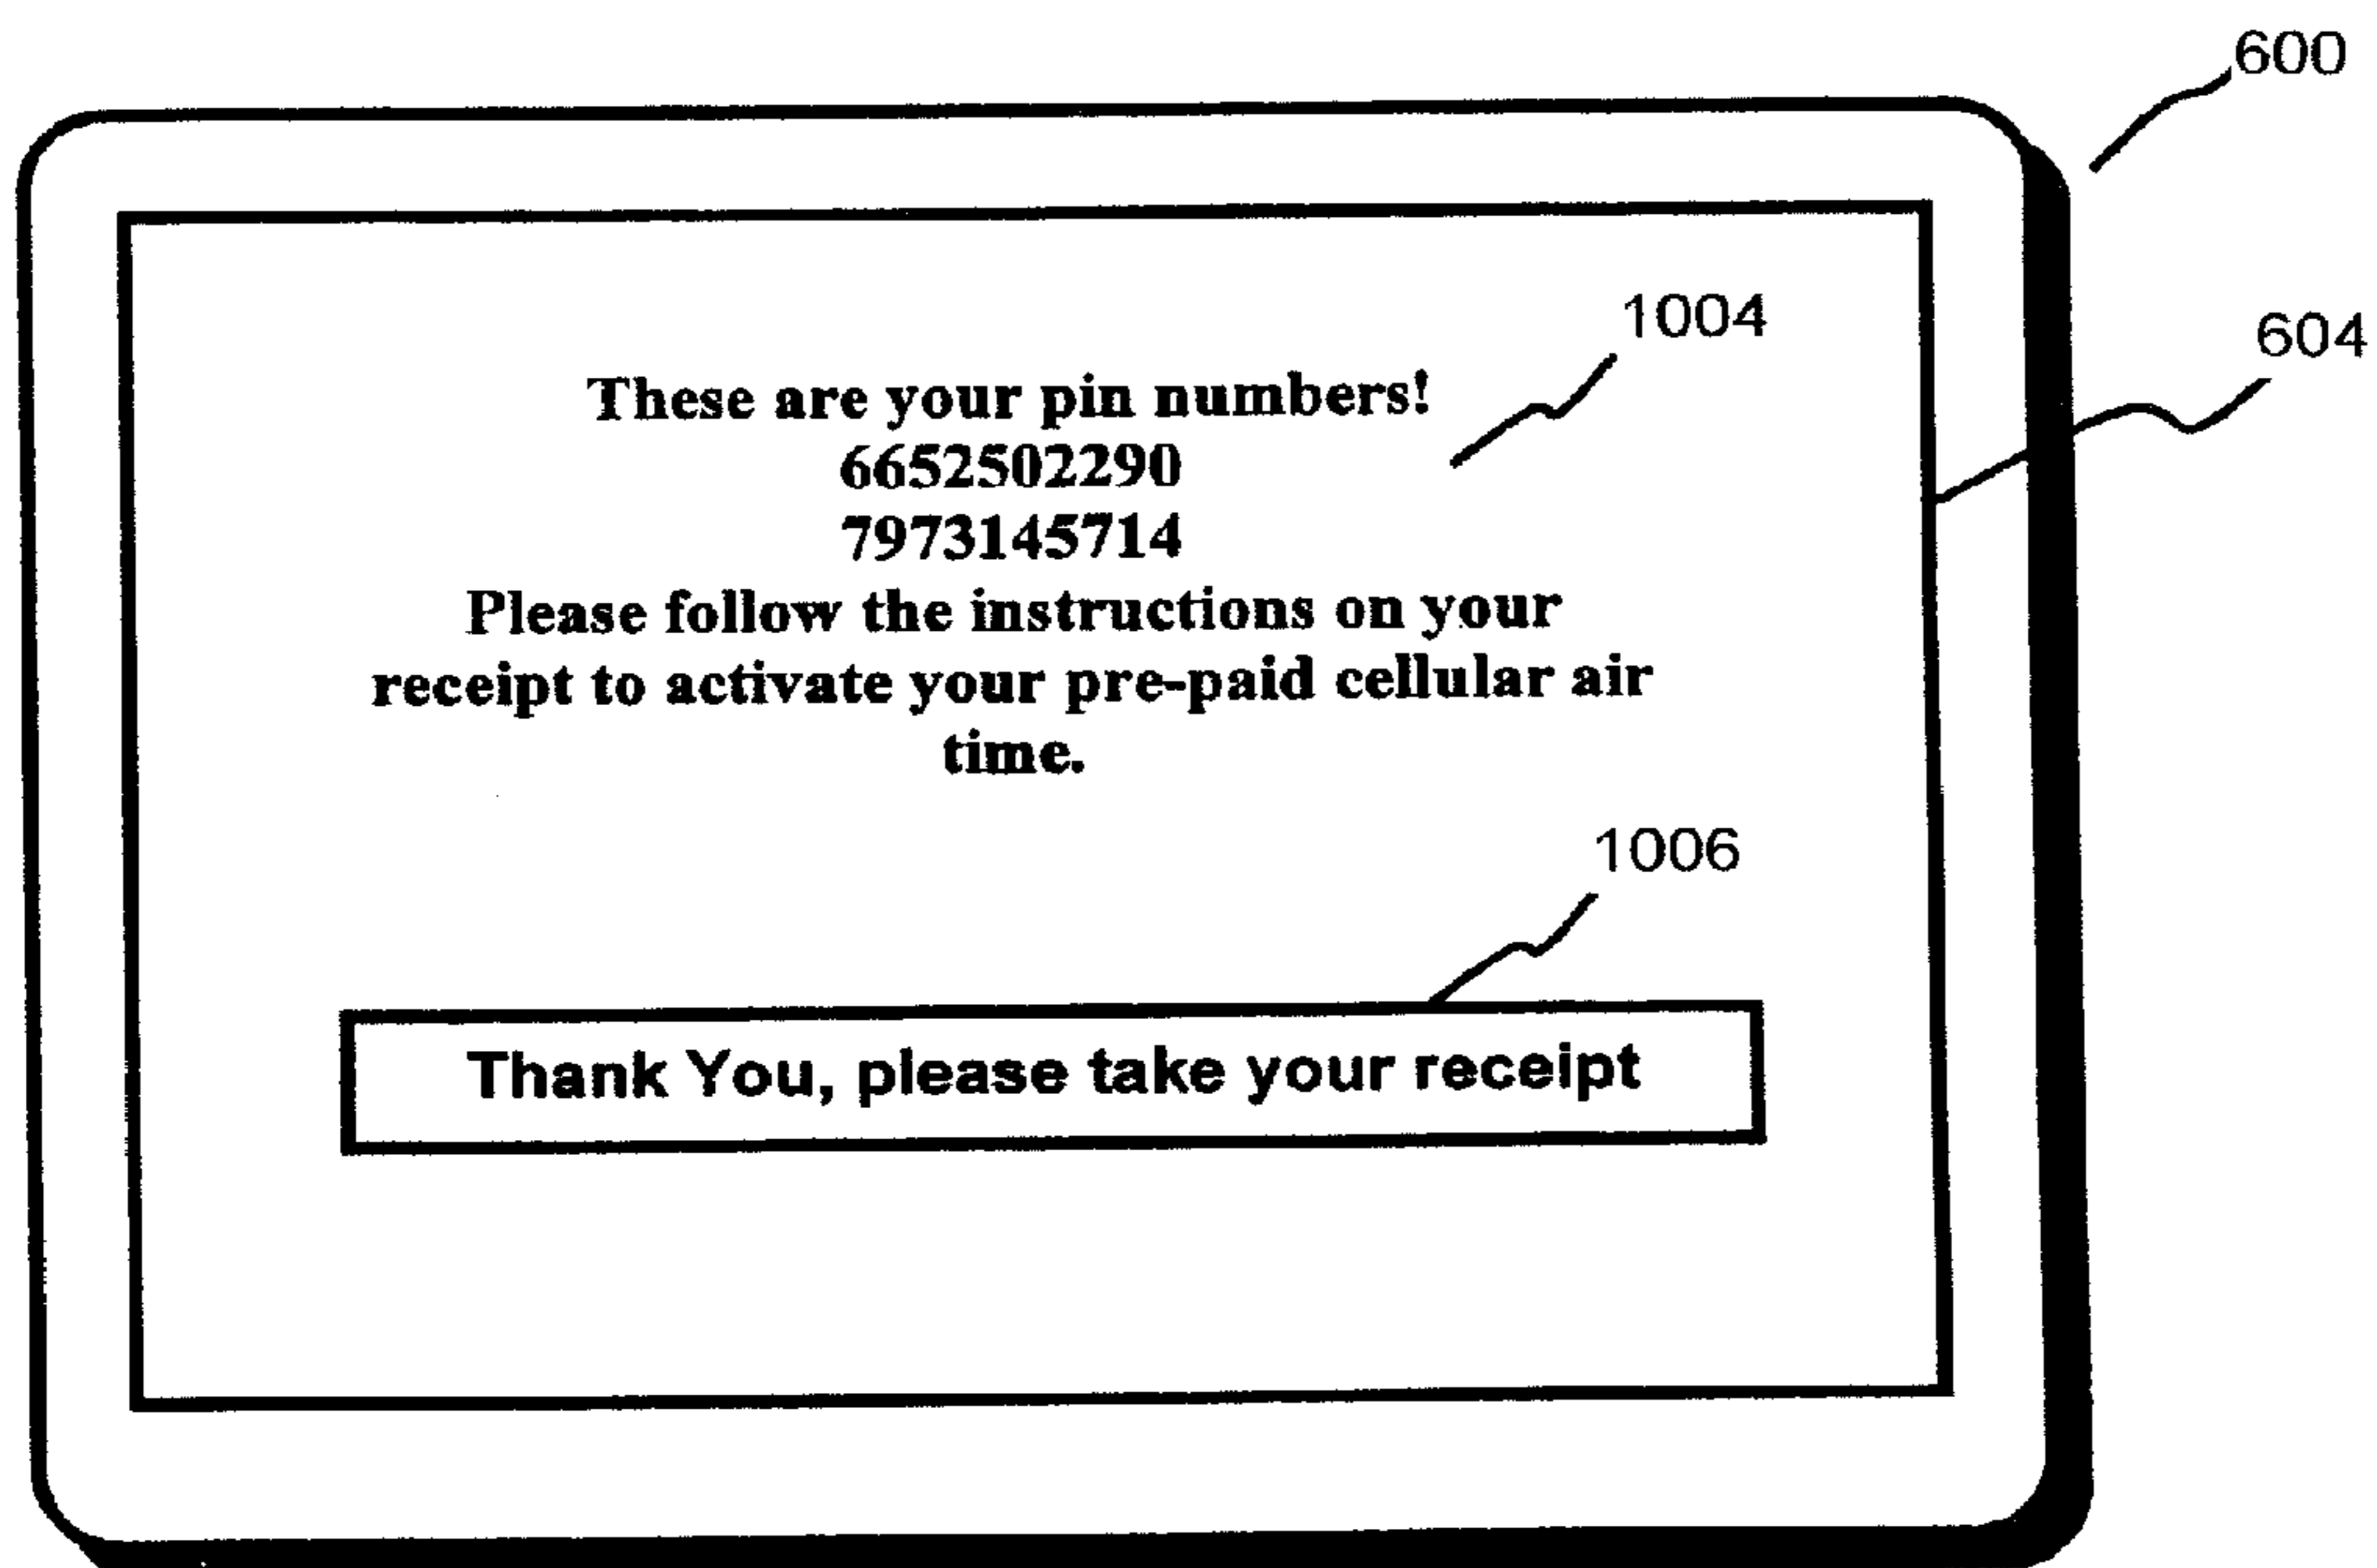 600
1004
604
These are your pin numbers!
6652502290
7973145714
Please follow the instructions on your
receipt to activate your pre-paid cellular air
time.
1006
Thank You, please take your receipt